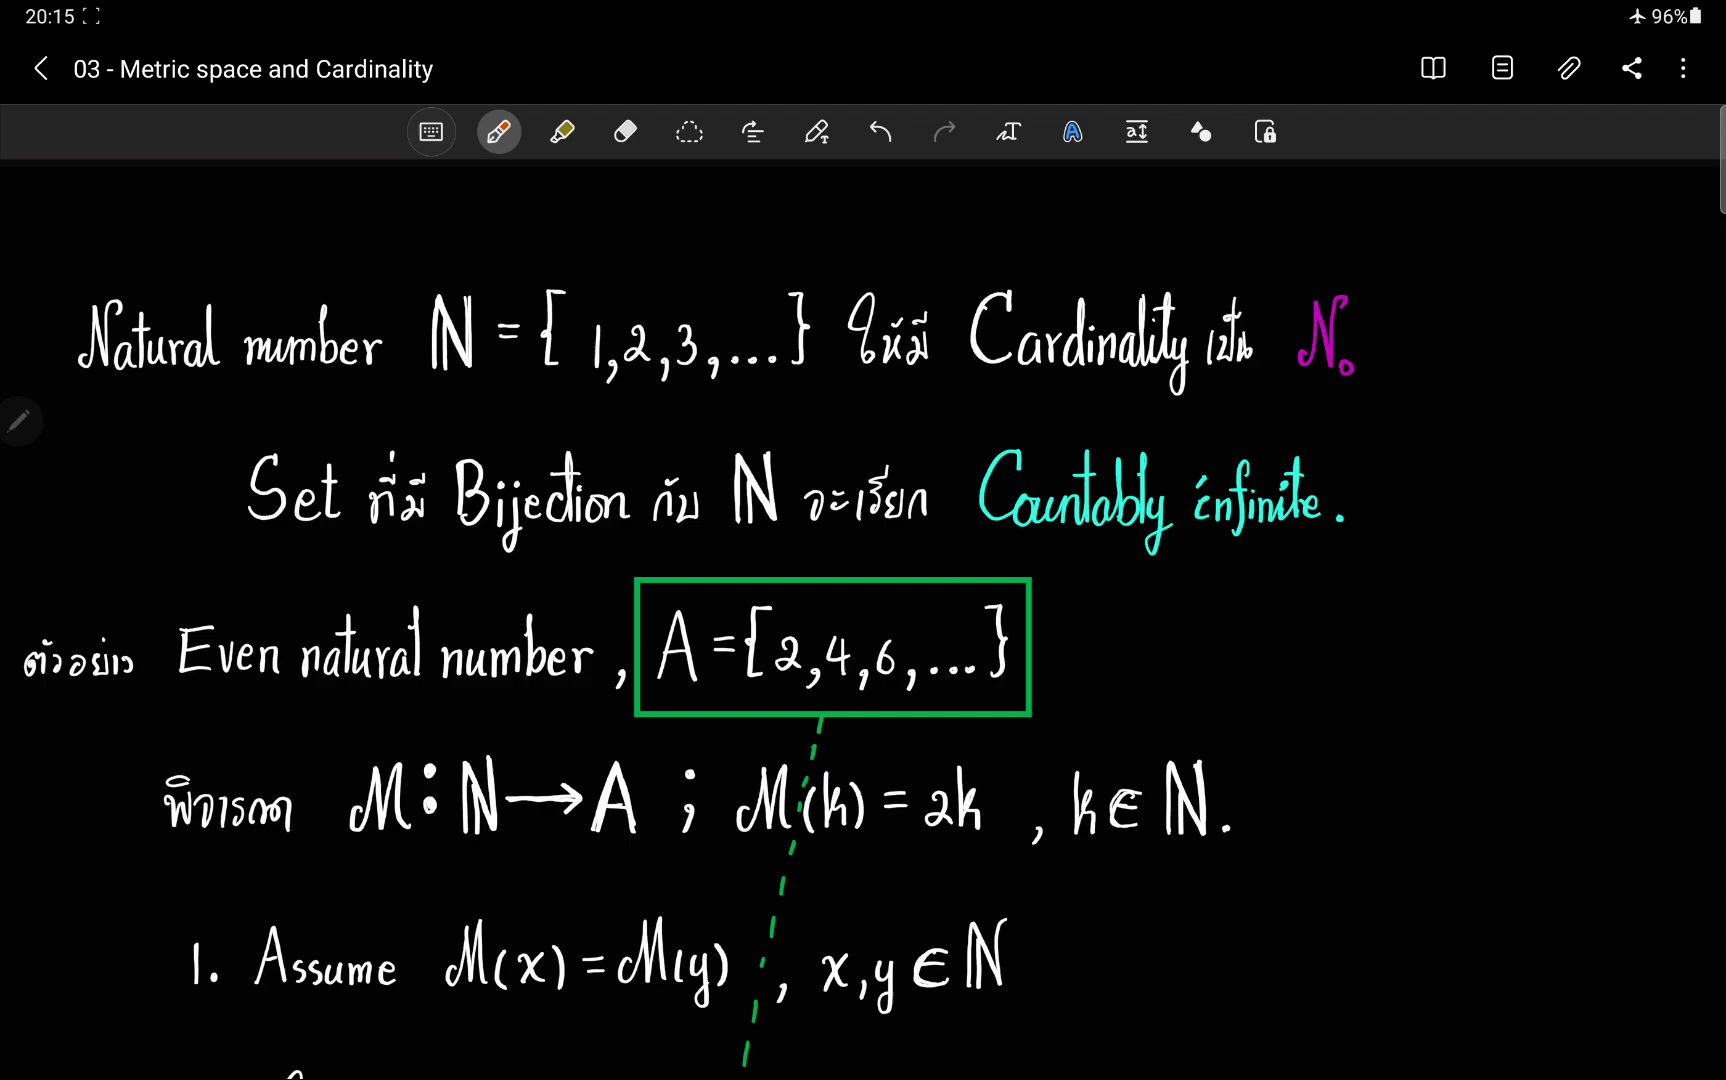 20:15
96%
03 - Metric space and Cardinality
Natural number ℕ = { 1,2,3,... } ให้มี Cardinality เป็น 𝒩₀
Set ที่มี Bijection กับ ℕ จะเรียก Countably infinite.
ตัวอย่าง Even natural number , A = { 2,4,6,... }
พิจารณา M : ℕ → A ; M(k) = 2k , k ∈ ℕ.
1. Assume M(x) = M(y) , x,y ∈ ℕ